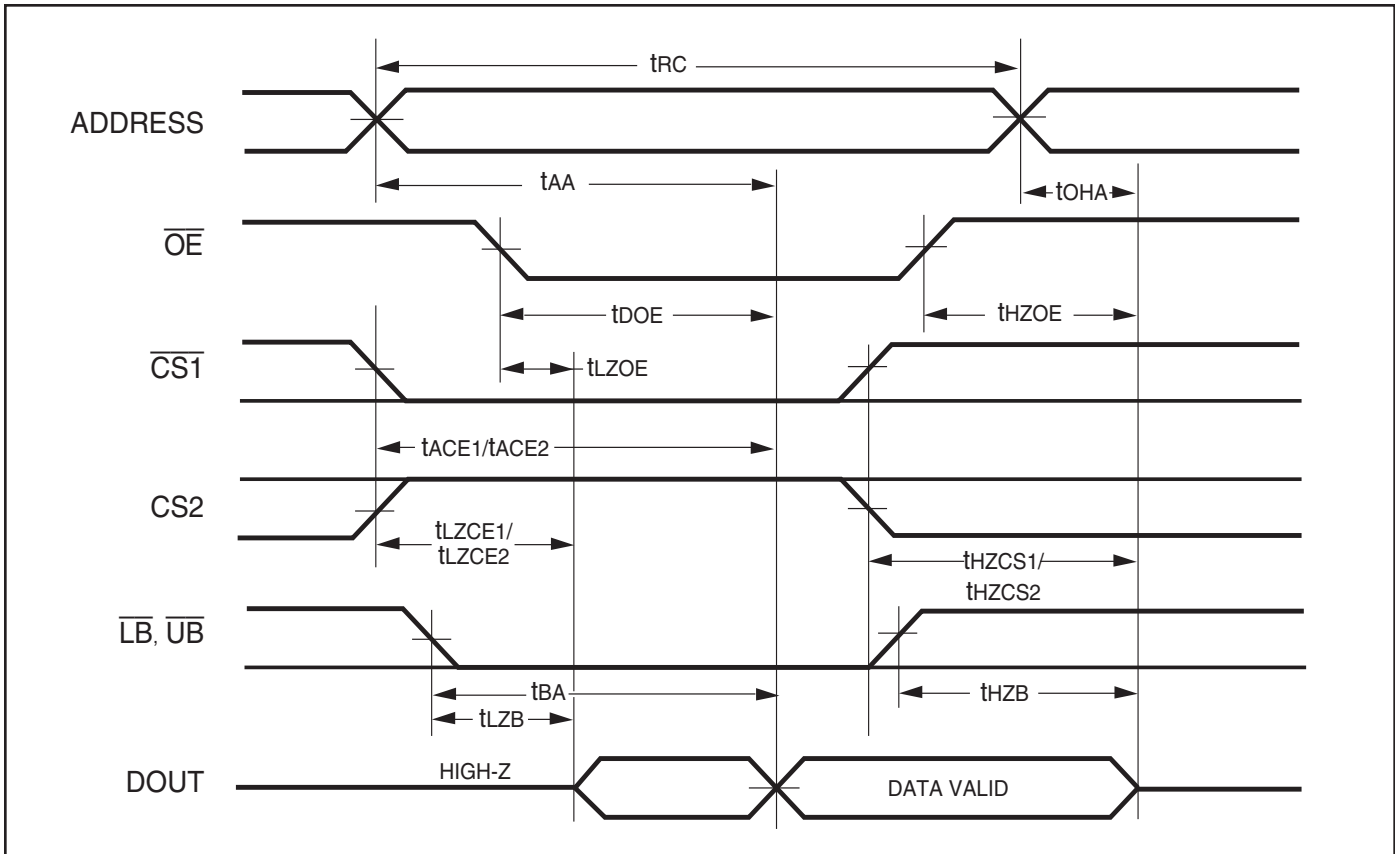 tRC
ADDRESS
tAA
tOHA
OE
tDOE
tHZOE
CS1
tLZOE
tACE1/tACE2
CS2
tLZCE1/
tLZCE2
tHZCS1/
tHZCS2
LB, UB
tBA
tHZB
tLZB
HIGH-Z
DOUT
DATA VALID